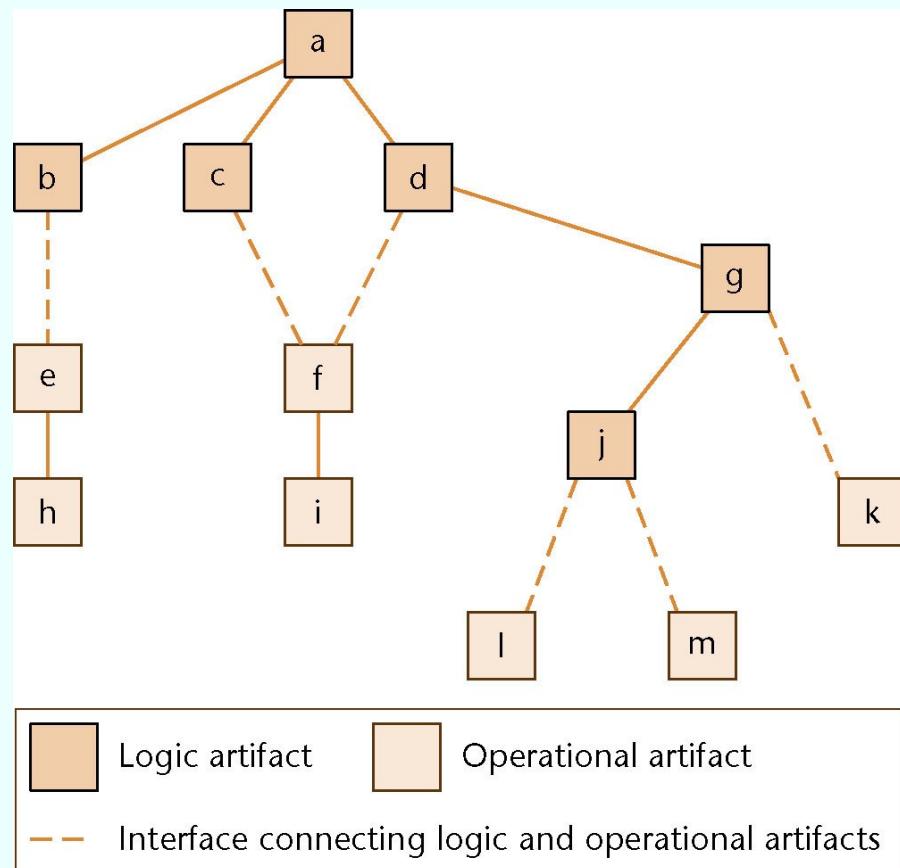 a
b
c
d
g
e
f
j
h
i
k
l
m
Logic artifact
Operational artifact
Interface connecting logic and operational artifacts